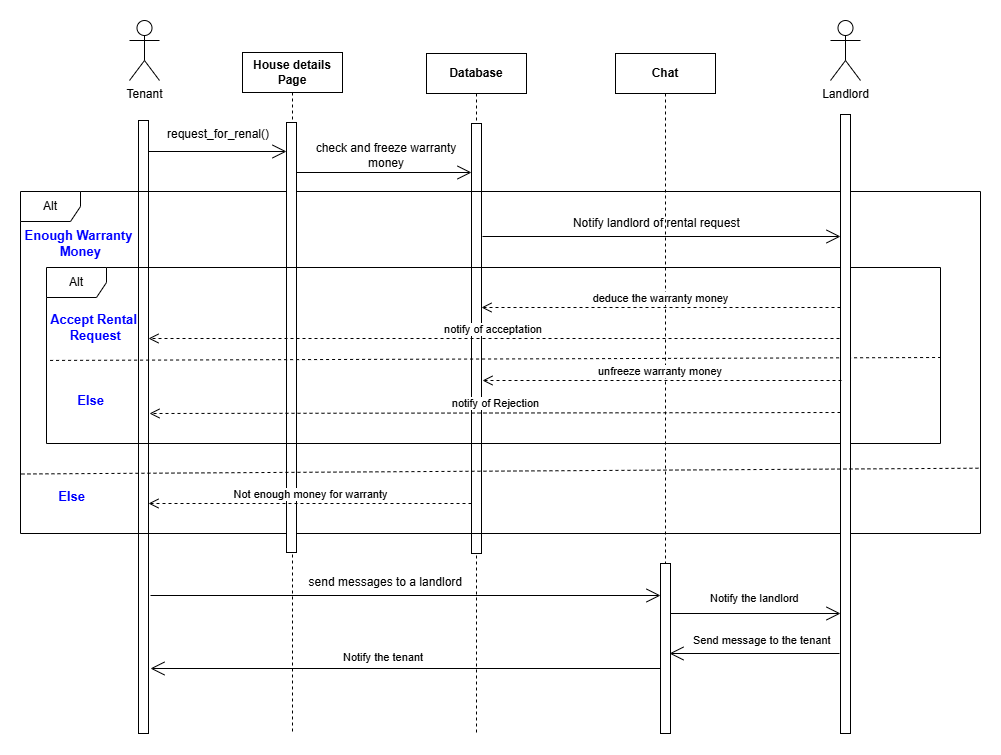 Tenant
House details
Page
Database
Chat
Landlord
request_for_renal()
check and freeze warranty
money
Alt
Enough Warranty
Money
Notify landlord of rental request
Alt
Accept Rental
Request
deduce the warranty money
notify of acceptation
unfreeze warranty money
Else
notify of Rejection
Else
Not enough money for warranty
send messages to a landlord
Notify the landlord
Send message to the tenant
Notify the tenant